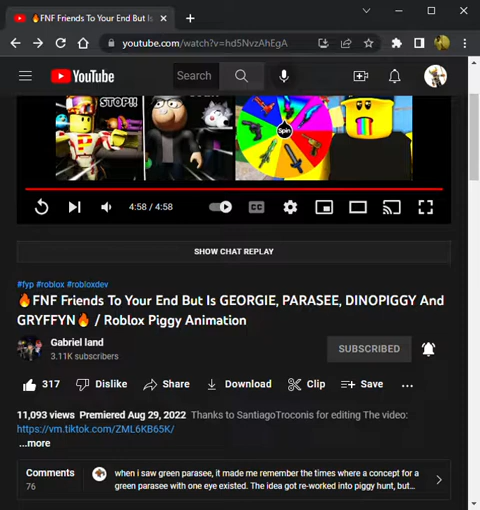 🔥FNF Friends To Your End But Is
youtube.com/watch?v=hd5NvzAhEgA
YouTube
Search
STOP!!
Spin
4:58 / 4:58
CC
SHOW CHAT REPLAY
#fyp #roblox #robloxdev
🔥FNF Friends To Your End But Is GEORGIE, PARASEE, DINOPIGGY And
GRYFFYN🔥 / Roblox Piggy Animation
Gabriel land
3.11K subscribers
SUBSCRIBED
317 Dislike Share Download Clip Save ...
11,093 views Premiered Aug 29, 2022 Thanks to SantiagoTroconis for editing The video:
https://vm.tiktok.com/ZML6KB65K/
...more
Comments
76
when i saw green parasee, it made me remember the times where a concept for a
green parasee with one eye existed. The idea got re-worked into piggy hunt, but...